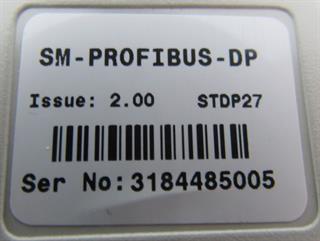 SM-PROFIBUS-DP
Issue: 2.00 STDP27
Ser No:3184485005